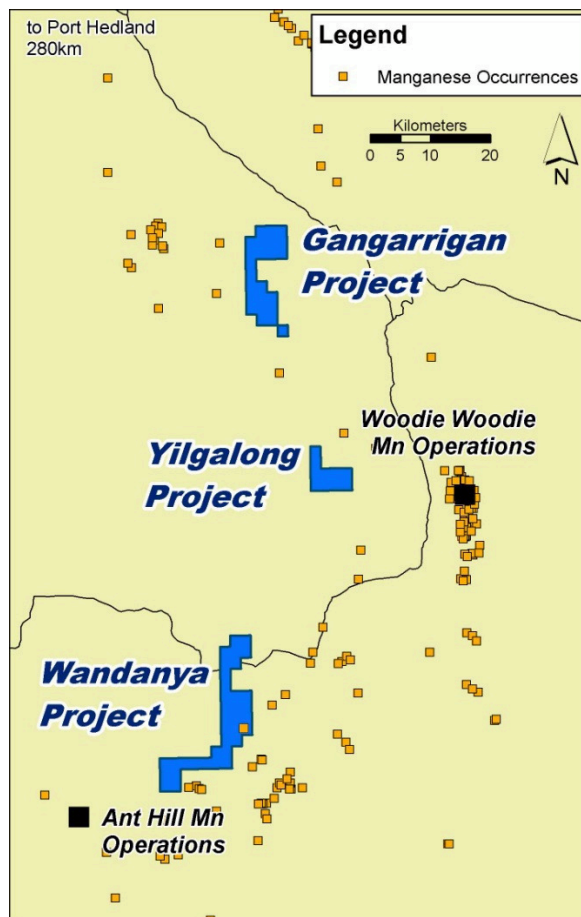 to Port Hedland
280km
Legend
Manganese Occurrences
Kilometers
0 5 10 20
N
Gangarrigan
Project
Woodie Woodie
Mn Operations
Yilgalong
Project
Wandanya
Project
Ant Hill Mn
Operations